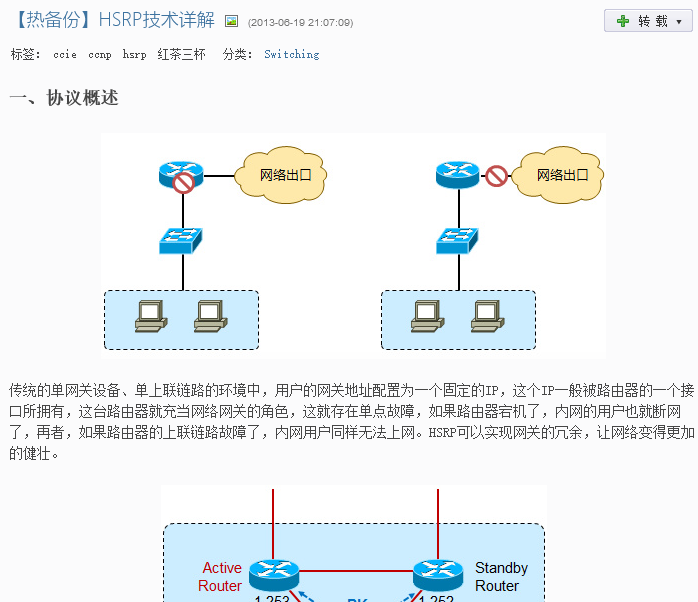 【热备份】HSRP技术详解 (2013-06-19 21:07:09)
转 载
标签： ccie ccnp hsrp 红茶三杯 分类： Switching
一、协议概述
网络出口 网络出口
传统的单网关设备、单上联链路的环境中，用户的网关地址配置为一个固定的IP，这个IP一般被路由器的一个接
口所拥有，这台路由器就充当网络网关的角色，这就存在单点故障，如果路由器宕机了，内网的用户也就断网
了，再者，如果路由器的上联链路故障了，内网用户同样无法上网。HSRP可以实现网关的冗余，让网络变得更加
的健壮。
Active
Router
Standby
Router
1.253
1.252